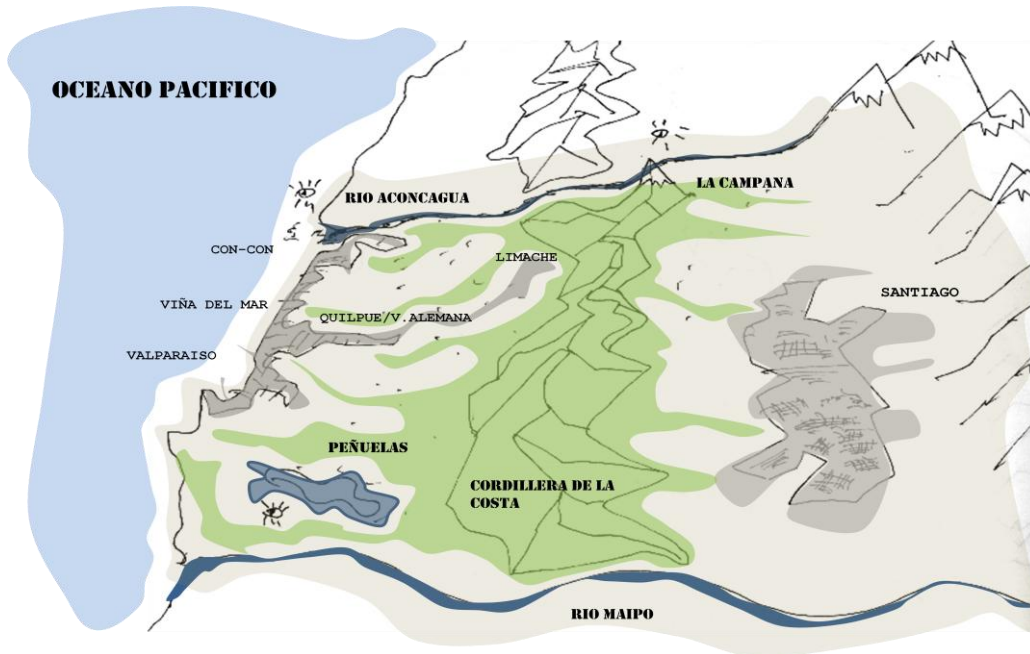 OCEANO PACIFICO
LA CAMPANA
RIO ACONCAGUA
CON-CON
LIMACHE
SANTIAGO
VIÑA DEL MAR
QUILPUE/V.ALEMANA
VALPARAISO
PEÑUELAS
CORDILLERA DE LA
COSTA
RIO MAIPO